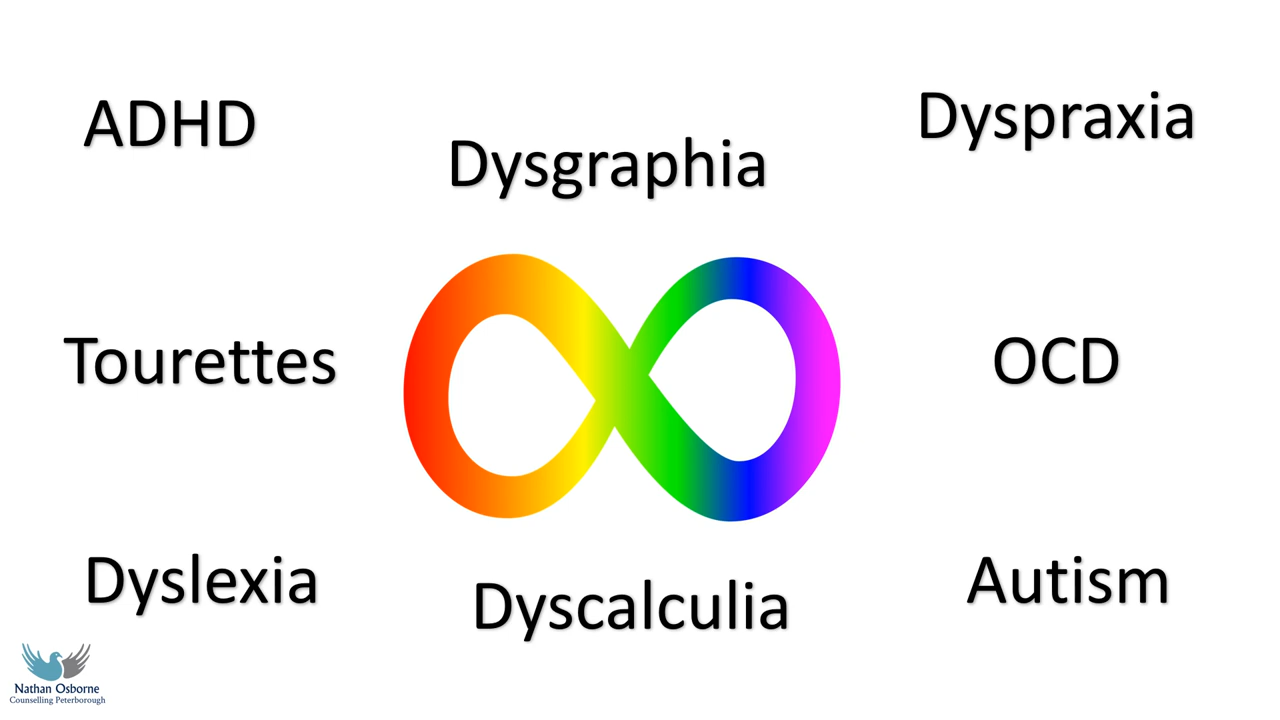 ADHD
Dysgraphia
Dyspraxia
Tourettes
OCD
Dyslexia
Dyscalculia
Autism
Nathan Osborne
Counselling Peterborough